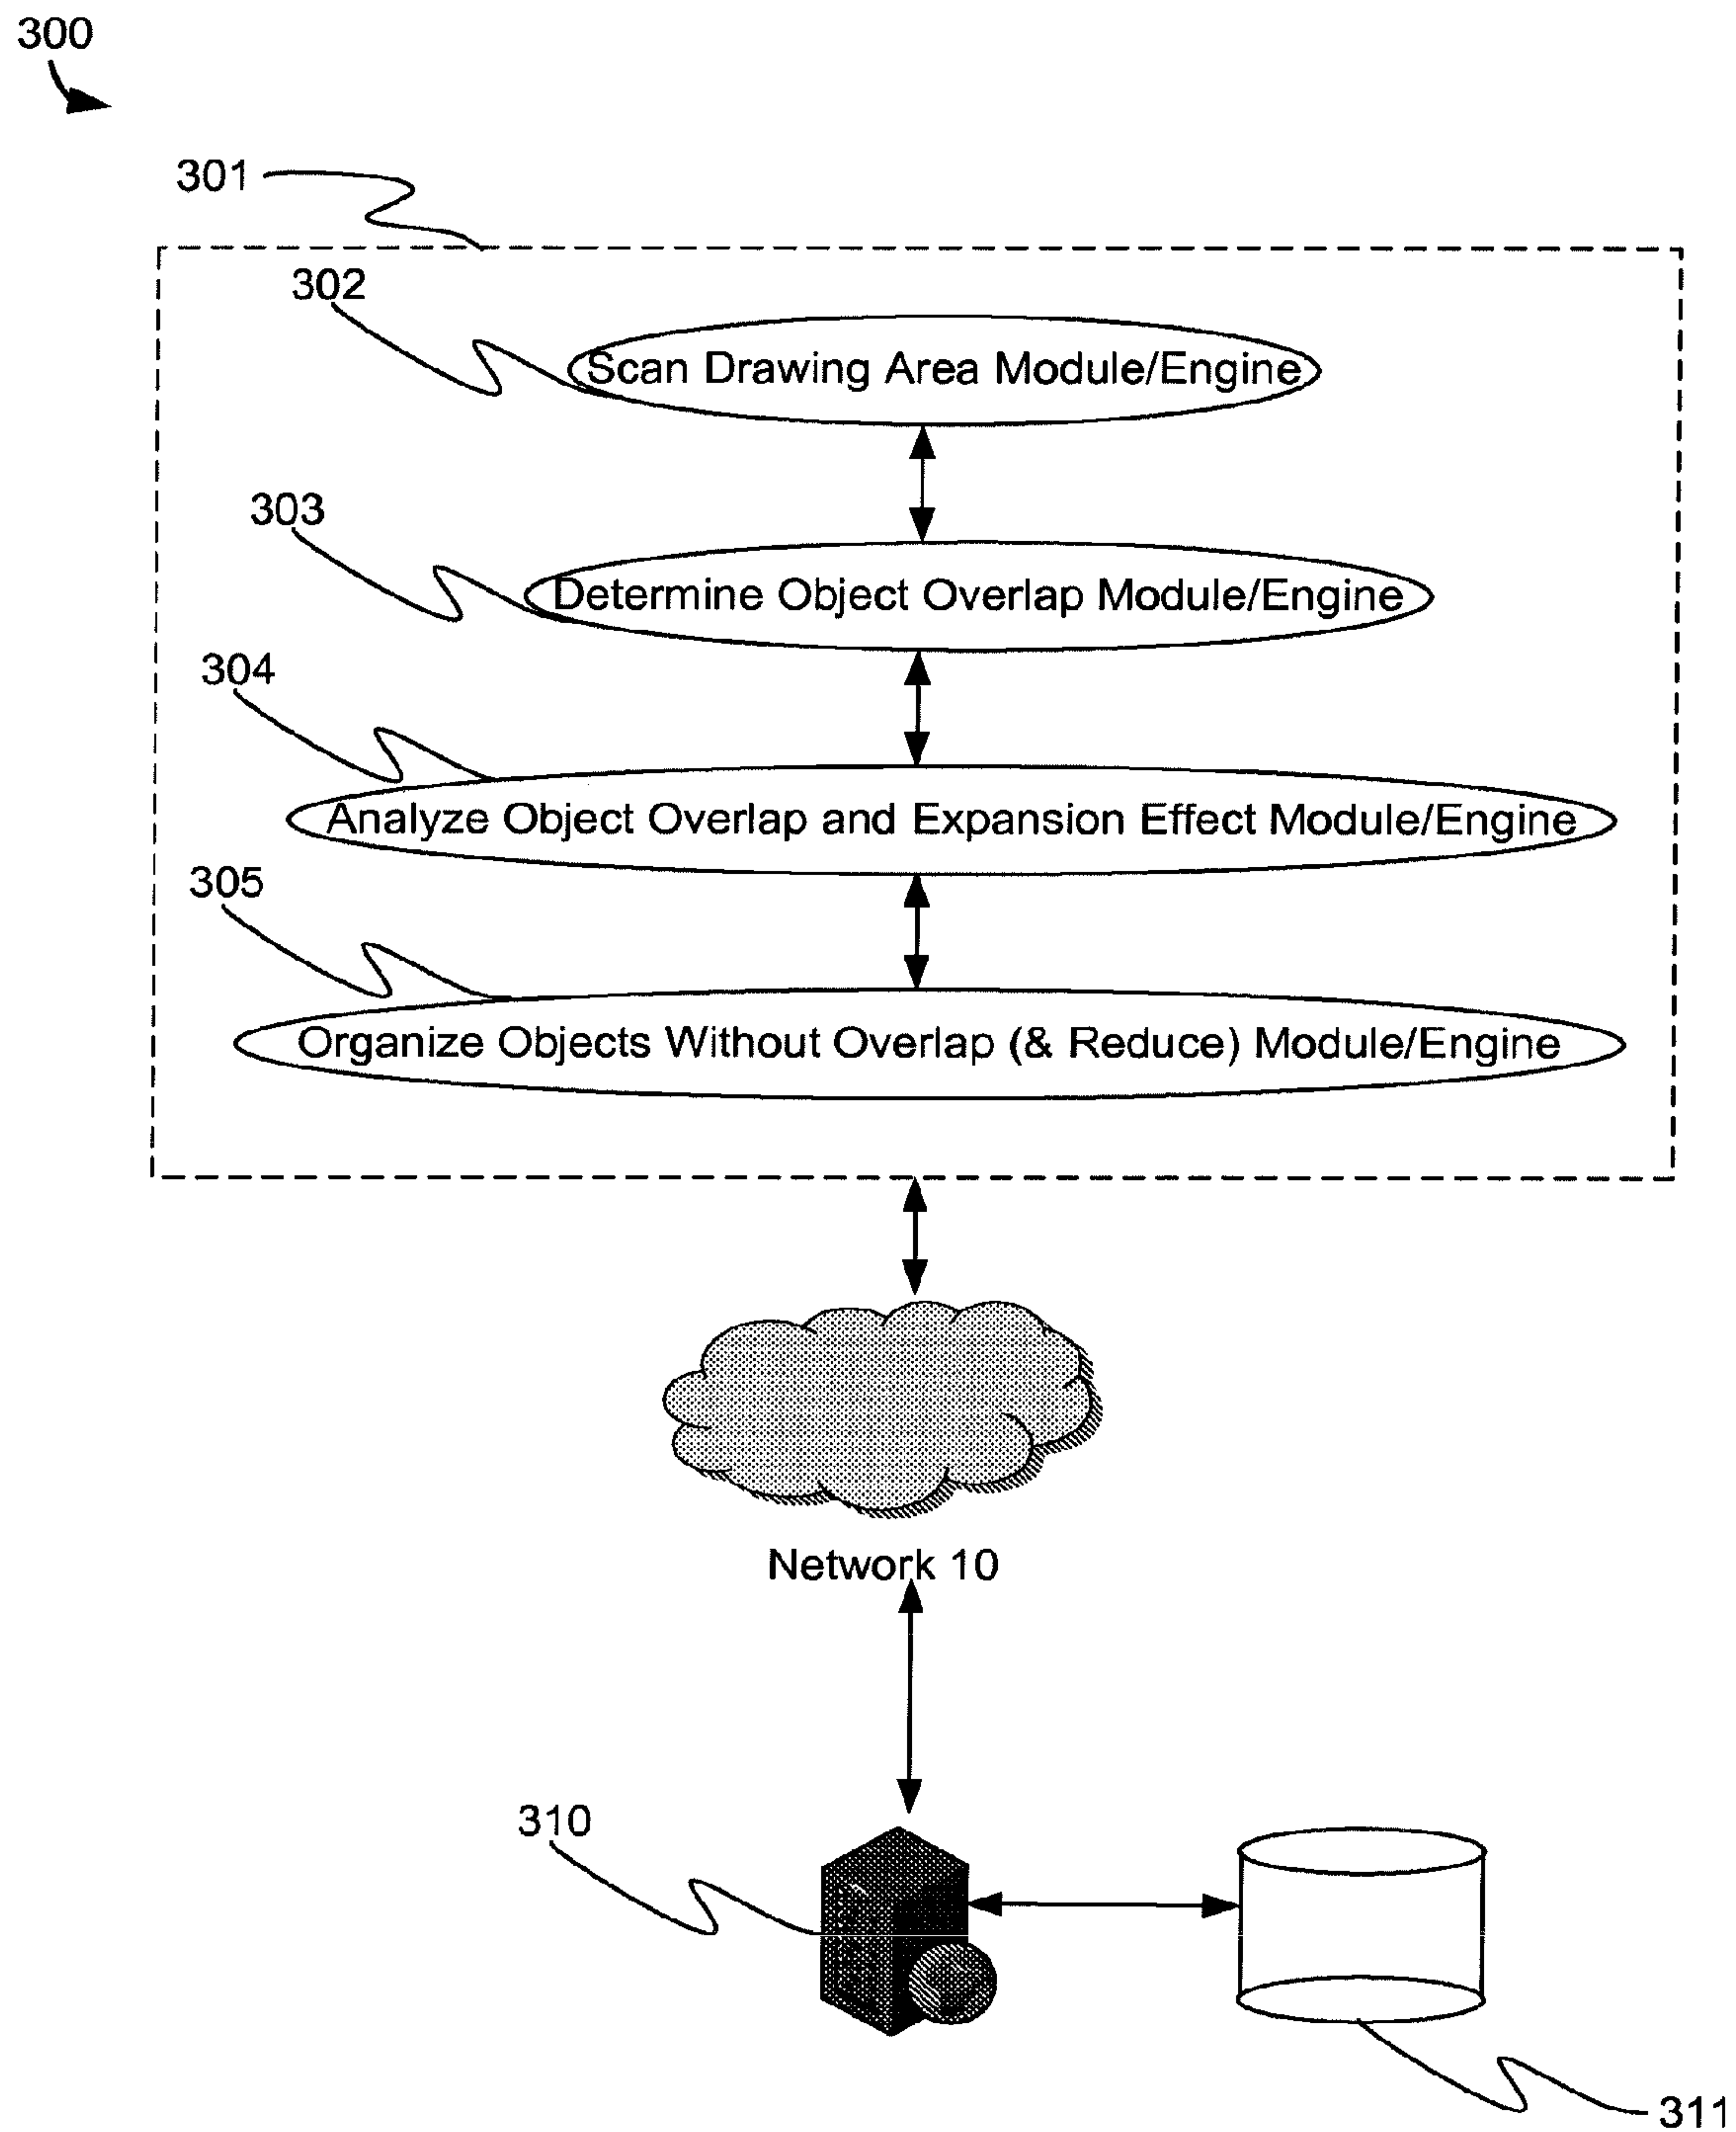 300
301
302
Scan Drawing Area Module/Engine
303
Determine Object Overlap Module/Engine
304
Analyze Object Overlap and Expansion Effect Module/Engine
305
Organize Objects Without Overlap (& Reduce) Module/Engine
Network 10
310
311